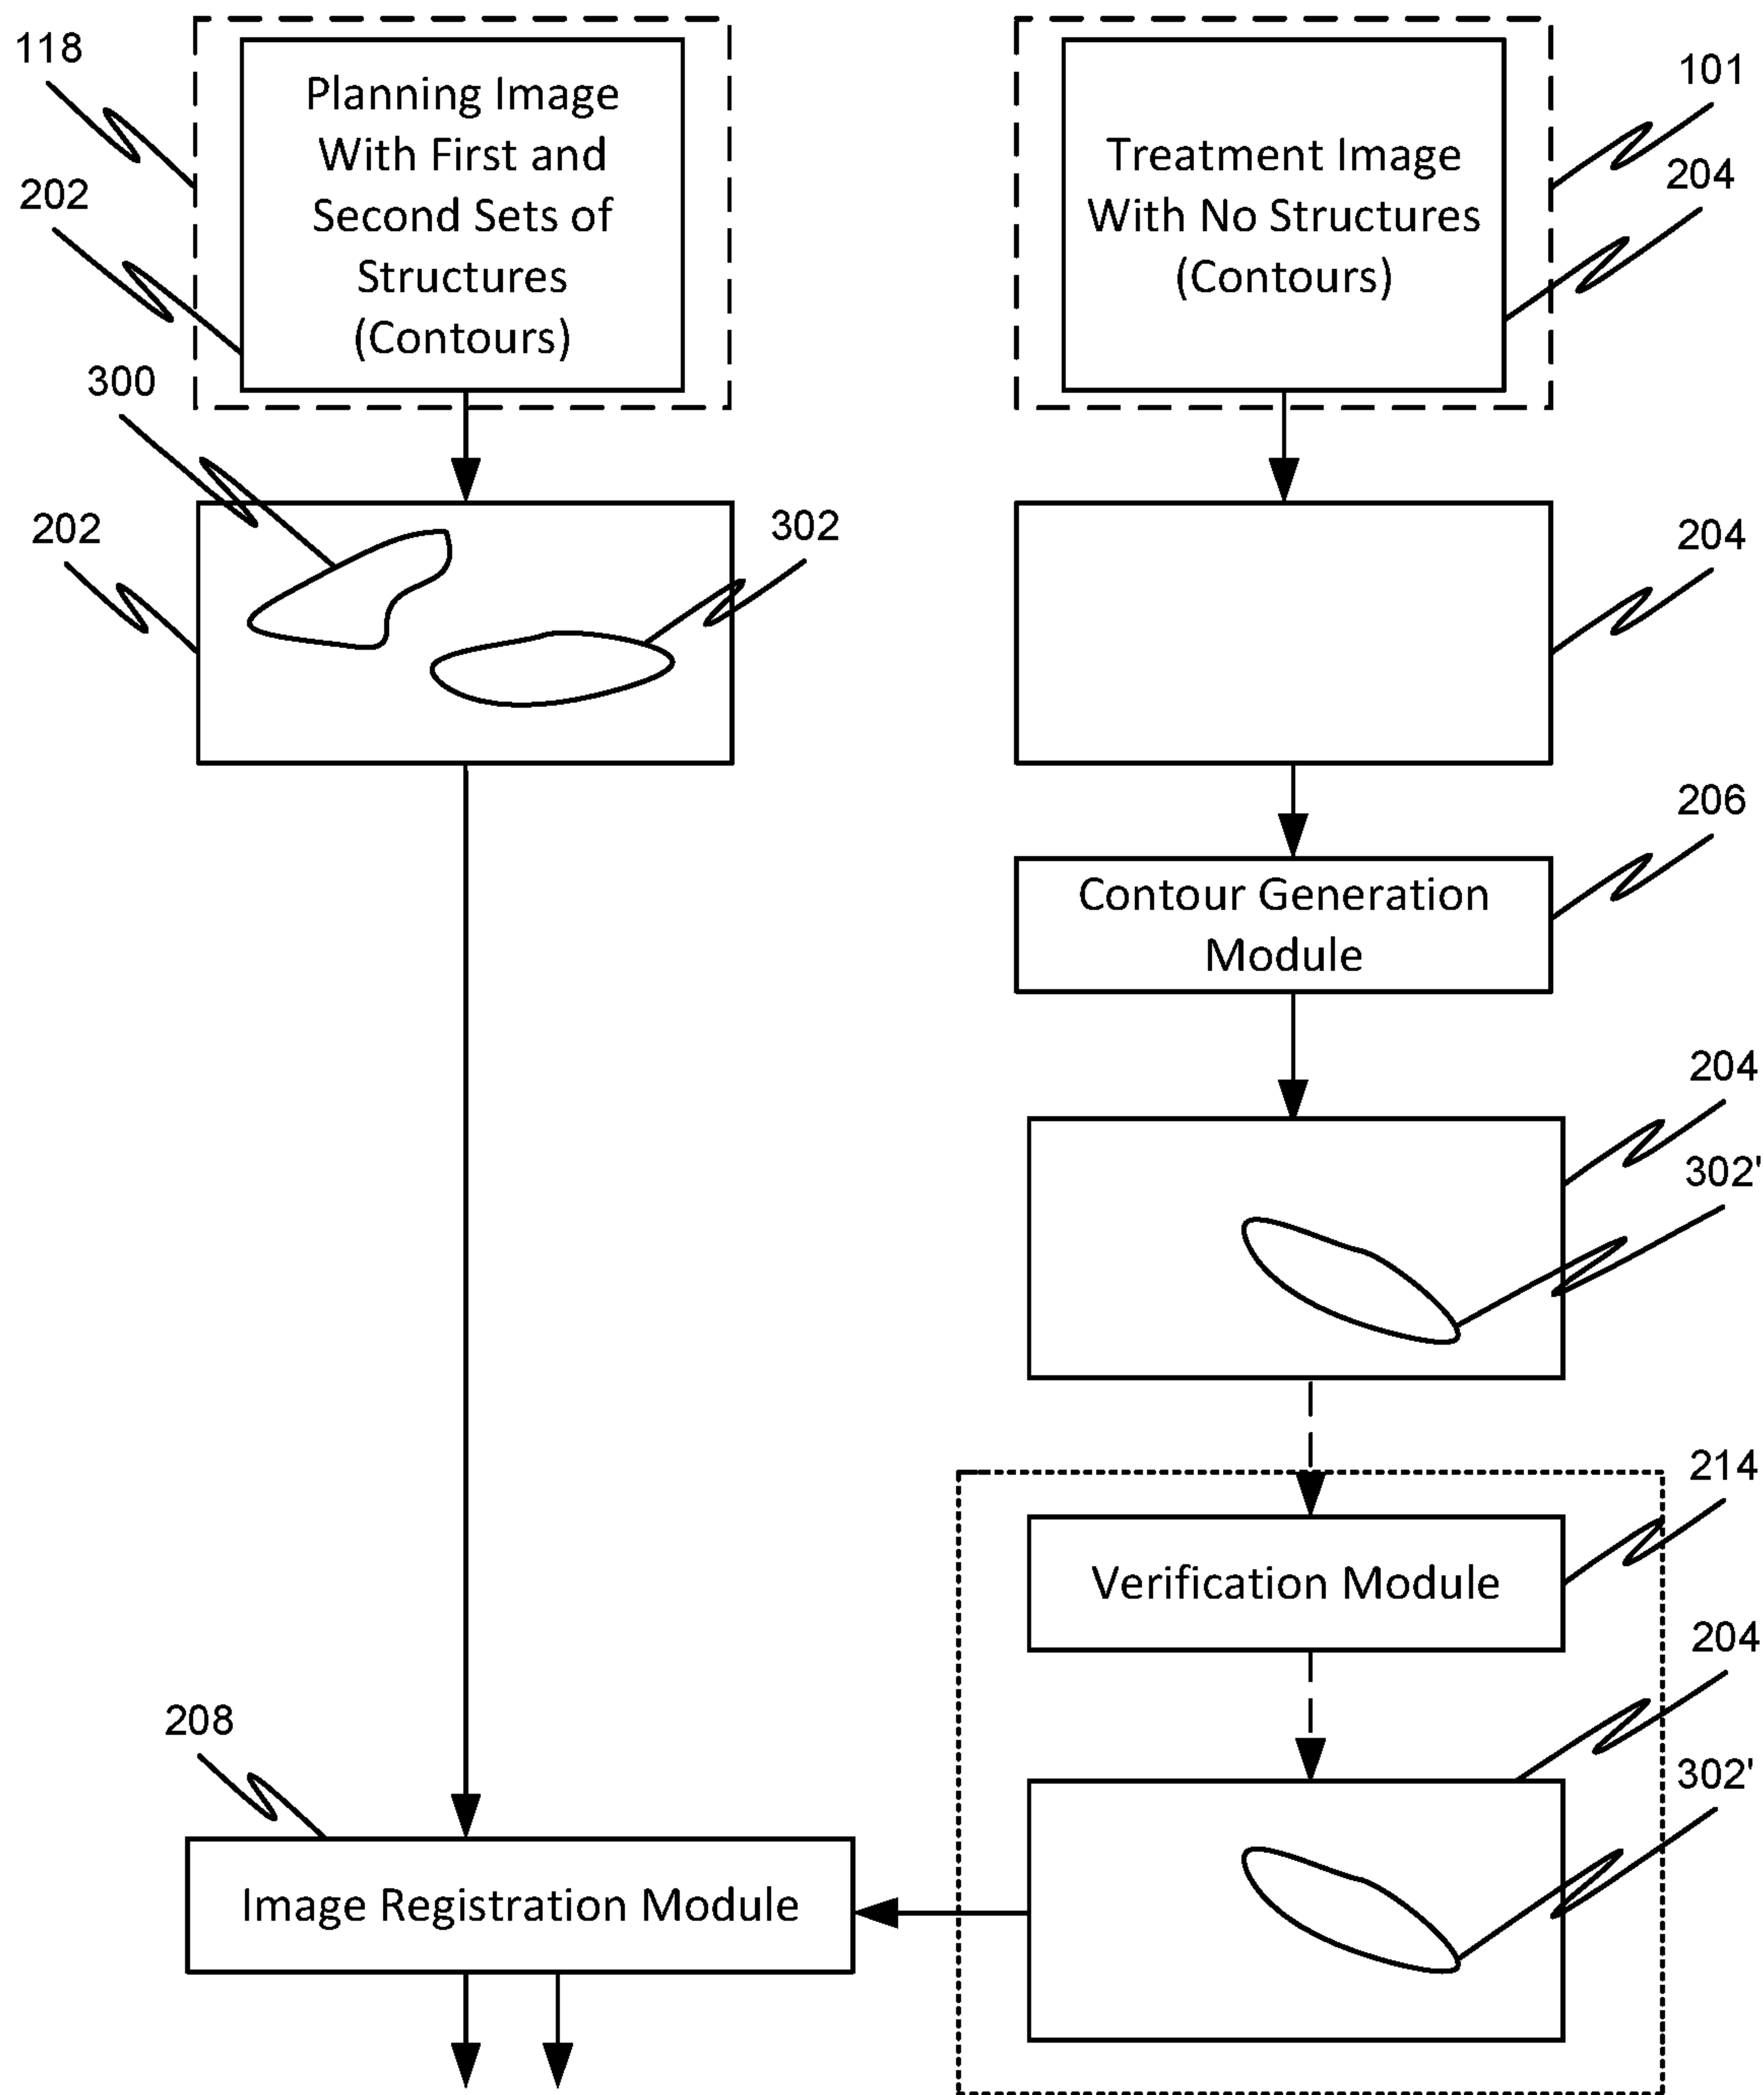 118
Planning Image
With First and
Second Sets of
Structures
(Contours)
202
101
Treatment Image
With No Structures
(Contours)
204
300
202
302
204
206
Contour Generation
Module
204
302'
214
Verification Module
204
208
302'
Image Registration Module